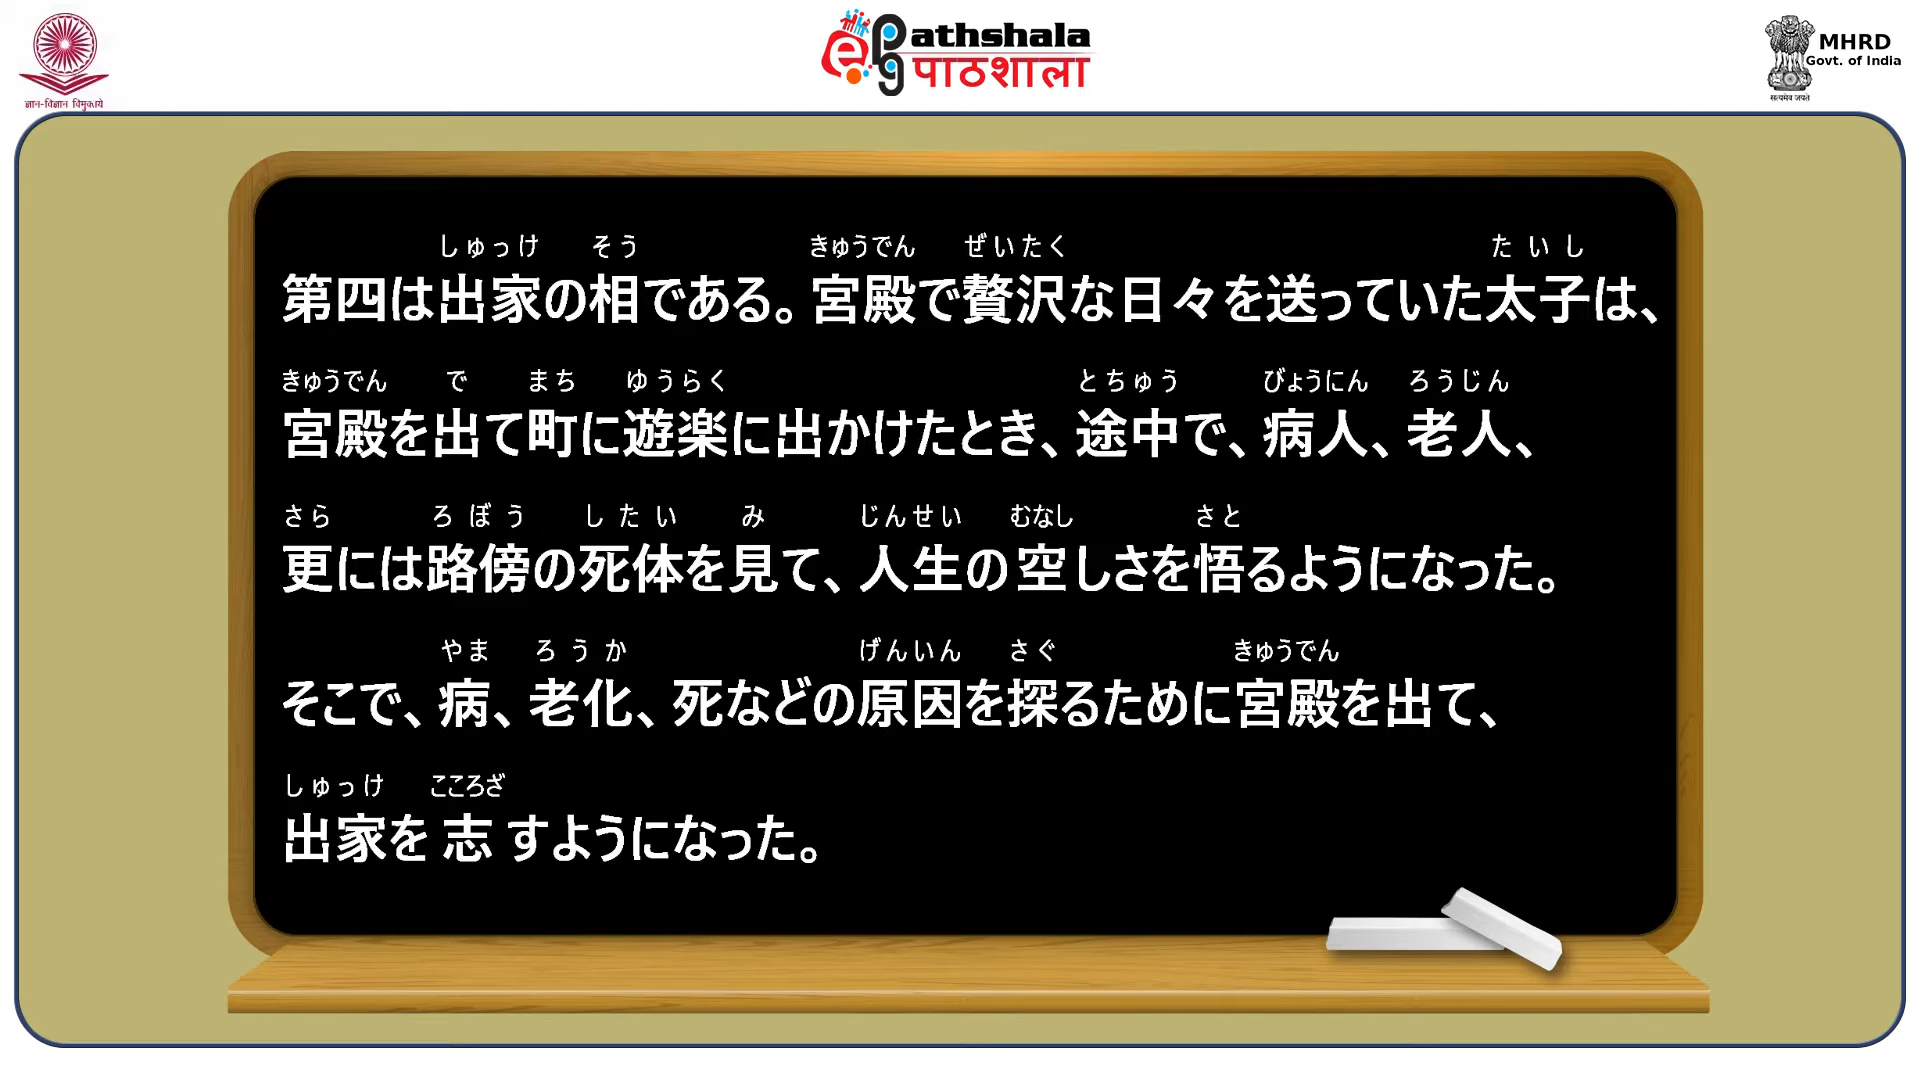 ज्ञान-विज्ञान विमुक्तये
ePathshala
पाठशाला
MHRD
Govt. of India
सत्यमेव जयते
しゅっけ そう きゅうでん ぜいたく たいし
第四は出家の相である。宮殿で贅沢な日々を送っていた太子は、
きゅうでん で まち ゆうらく とちゅう びょうにん ろうじん
宮殿を出て町に遊楽に出かけたとき、途中で、病人、老人、
さら ろぼう したい み じんせい むなし さと
更には路傍の死体を見て、人生の空しさを悟るようになった。
やま ろうか げんいん さぐ きゅうでん
そこで、病、老化、死などの原因を探るために宮殿を出て、
しゅっけ こころざ
出家を志すようになった。